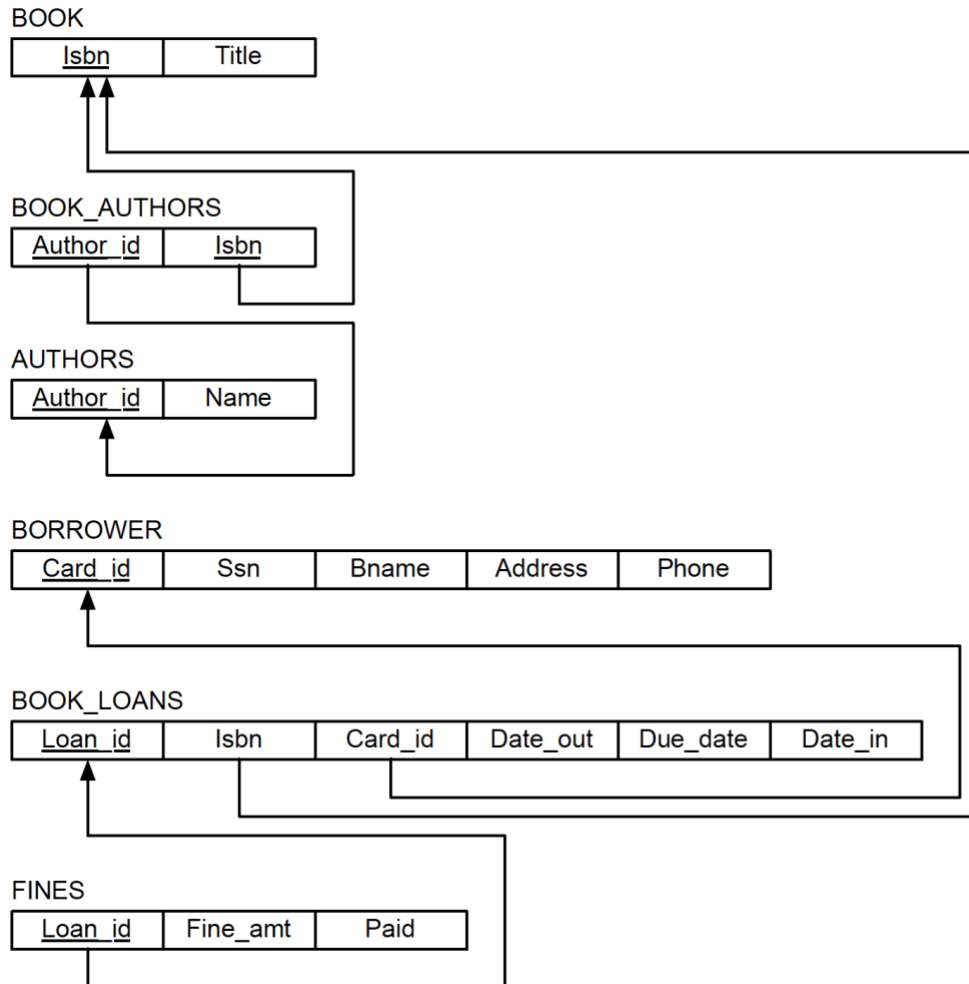 BOOK
Isbn Title
BOOK_AUTHORS
Author_id Isbn
AUTHORS
Author_id Name
BORROWER
Card_id Ssn Bname Address Phone
BOOK_LOANS
Loan_id Isbn Card_id Date_out Due_date Date_in
FINES
Loan_id Fine_amt Paid